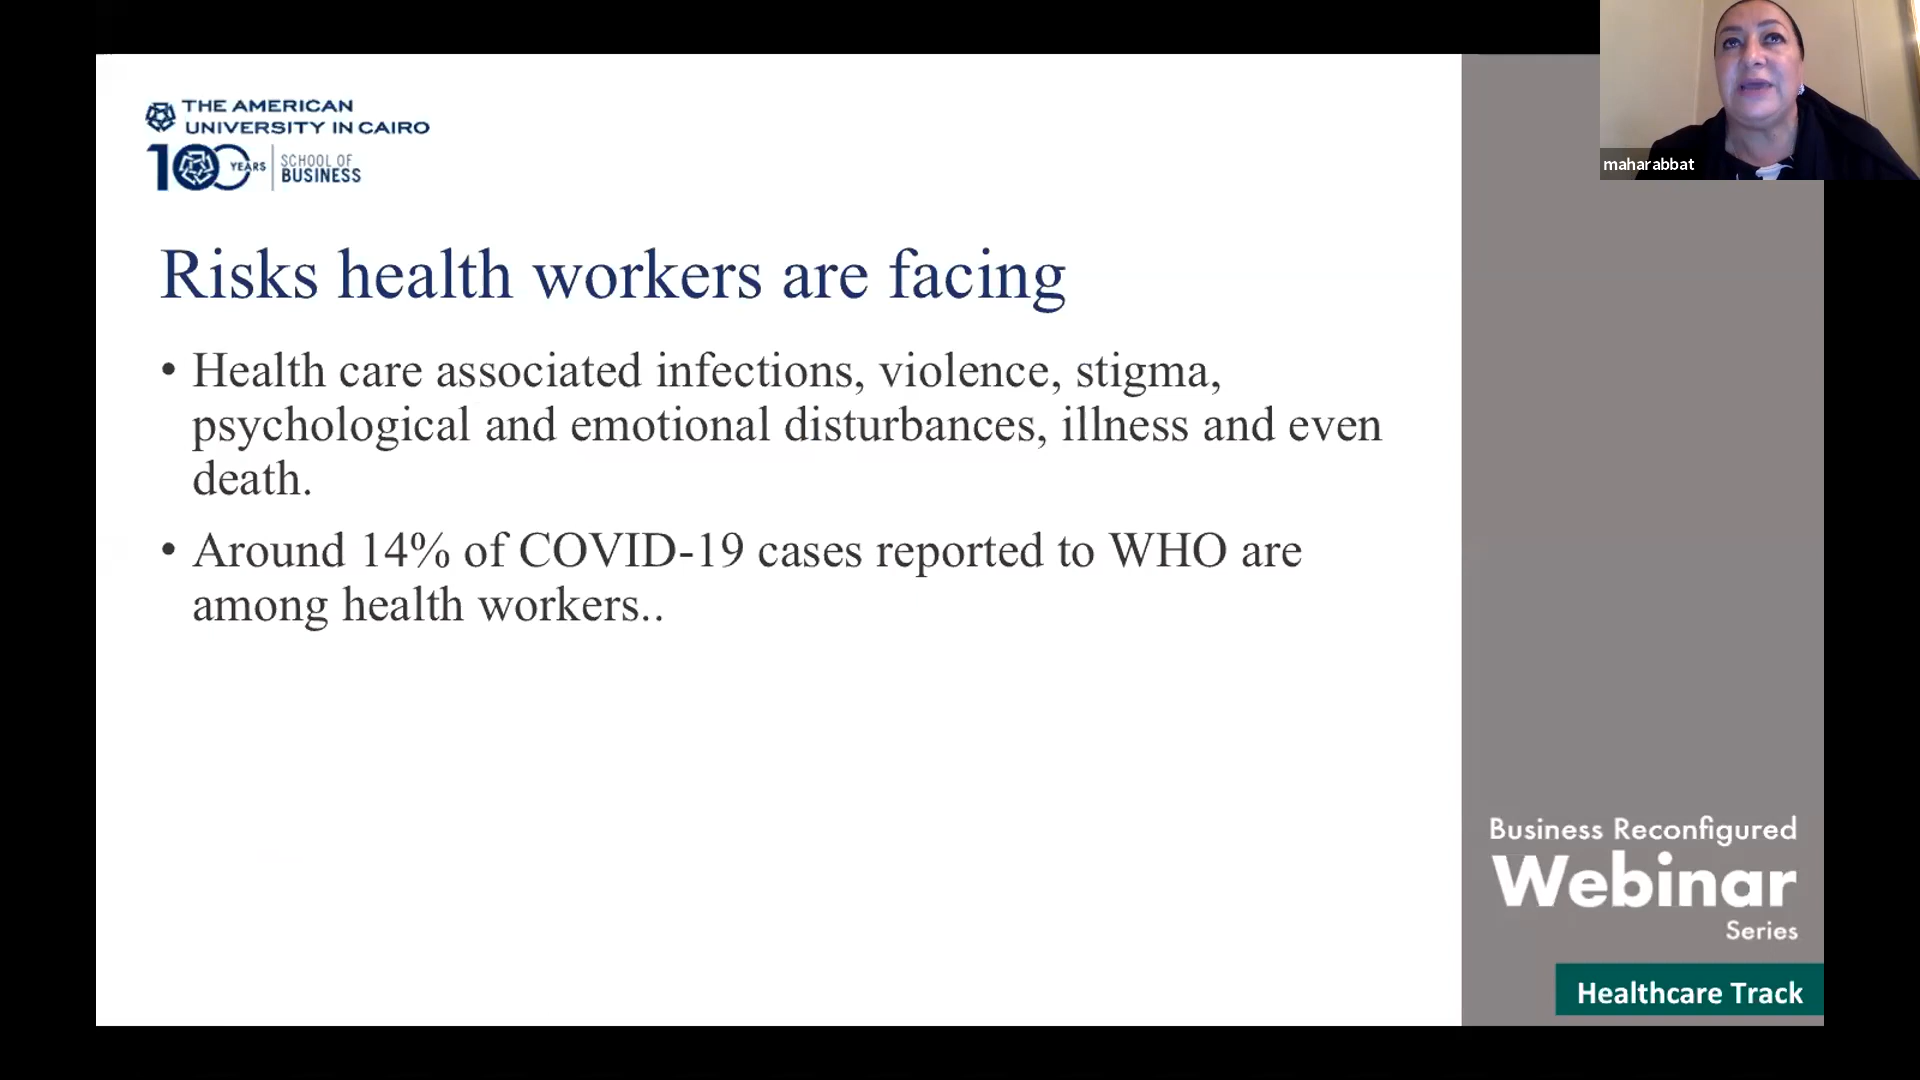 THE AMERICAN
UNIVERSITY IN CAIRO
100 YEARS
SCHOOL OF
BUSINESS
maharabbat
Risks health workers are facing
• Health care associated infections, violence, stigma,
psychological and emotional disturbances, illness and even
death.
• Around 14% of COVID-19 cases reported to WHO are
among health workers..
Business Reconfigured
Webinar
Series
Healthcare Track